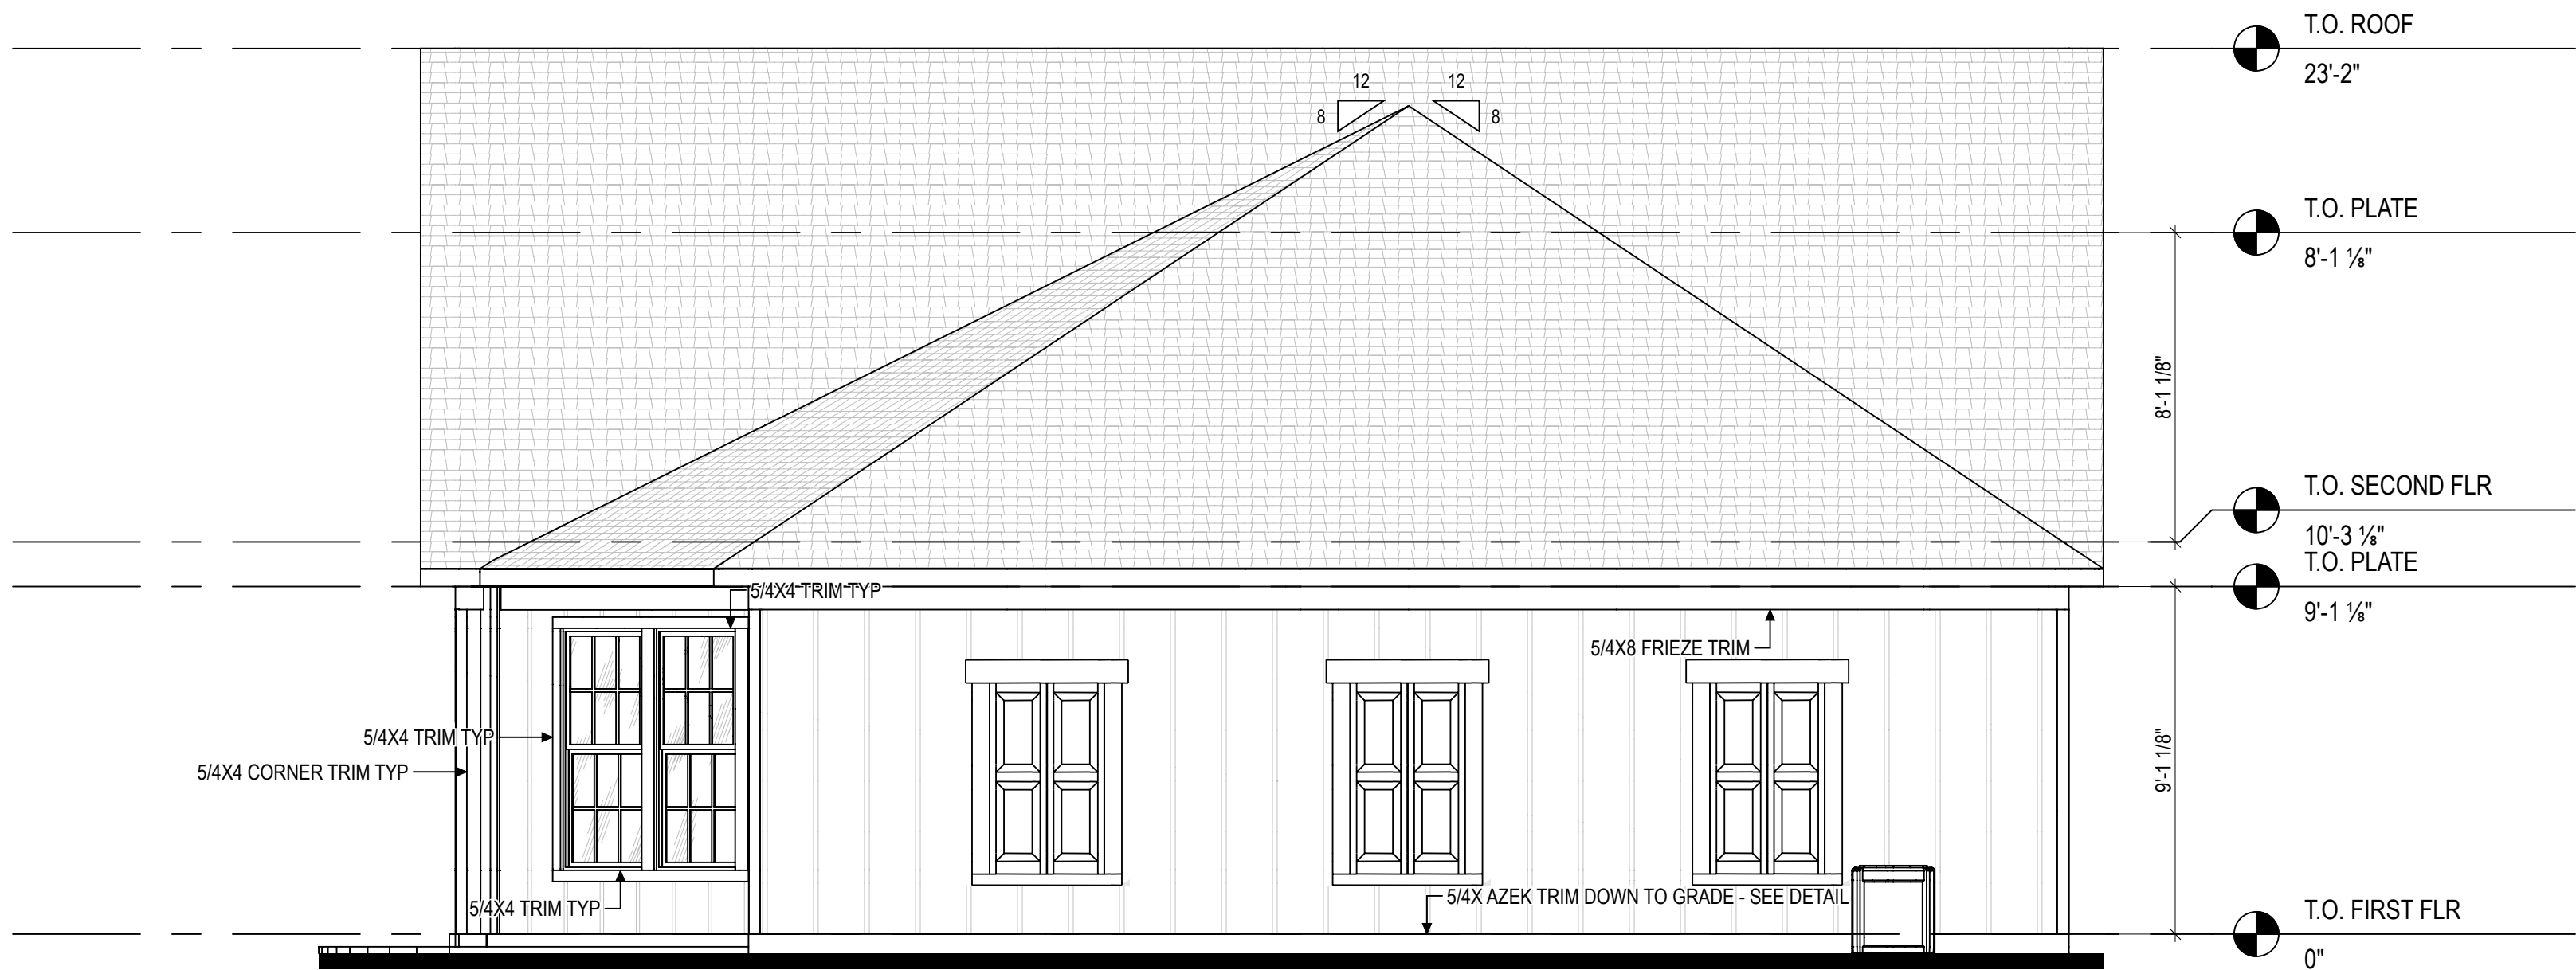 T.O. ROOF
23'-2"
12 12
8 8
T.O. PLATE
8'-1 ⅛"
8'-1 1/8"
T.O. SECOND FLR
10'-3 ⅛"
T.O. PLATE
9'-1 ⅛"
5/4X4 TRIM TYP
5/4X8 FRIEZE TRIM
5/4X4 TRIM TYP
5/4X4 CORNER TRIM TYP
9'-1 1/8"
5/4X AZEK TRIM DOWN TO GRADE - SEE DETAIL
5/4X4 TRIM TYP
T.O. FIRST FLR
0"